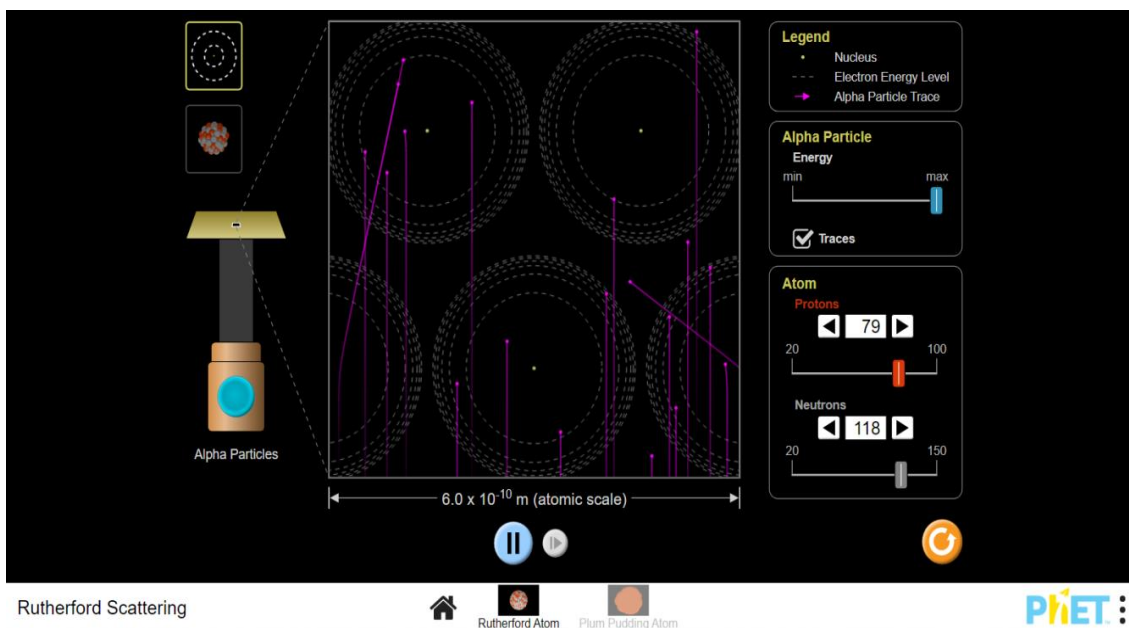 Legend
Nucleus
Electron Energy Level
Alpha Particle Trace
Alpha Particle
Energy
min max
Traces
Atom
Protons
79
20 100
Neutrons
118
20 150
Alpha Particles
6.0 x 10⁻¹⁰ m (atomic scale)
Rutherford Scattering
Rutherford Atom
Plum Pudding Atom
PhET